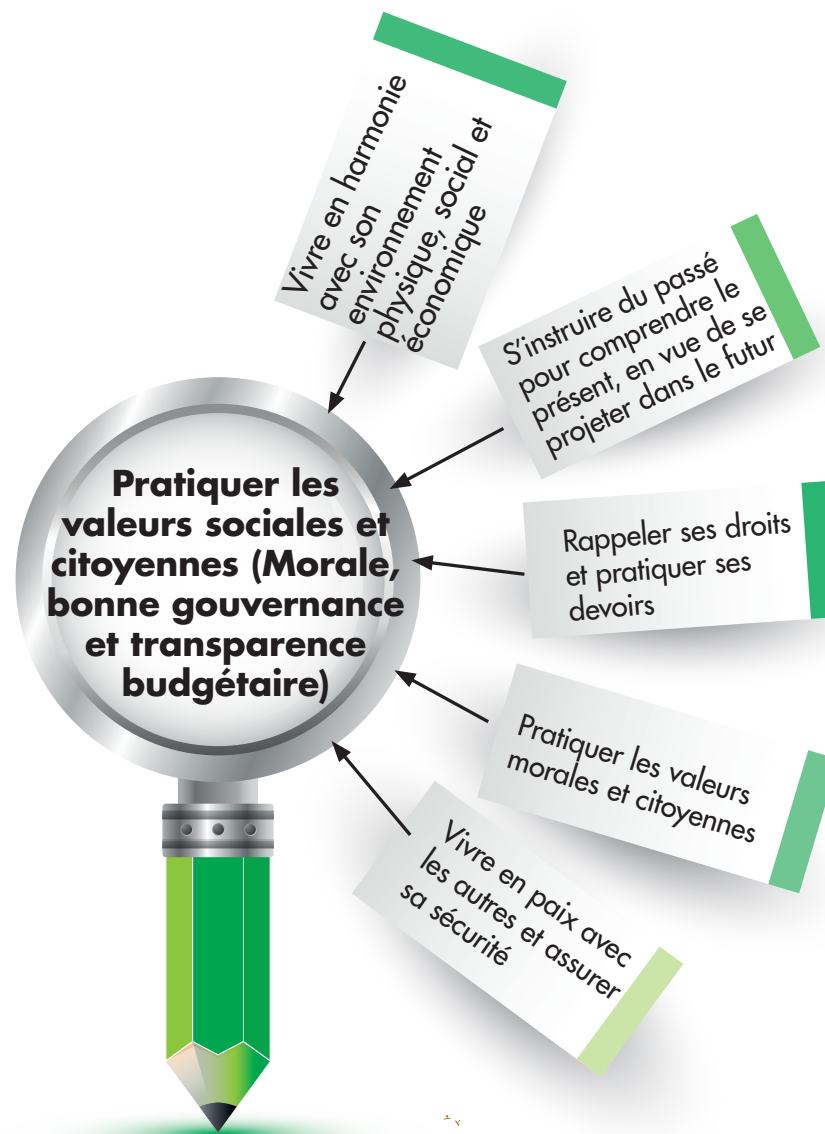 Vivre en harmonie
avec son
environnement
physique, social et
économique
S'instruire du passé
pour comprendre le
présent, en vue de se
projeter dans le futur
Pratiquer les
valeurs sociales et
citoyennes (Morale,
bonne gouvernance
et transparence
budgétaire)
Rappeler ses droits
et pratiquer ses
devoirs
Pratiquer les valeurs
morales et citoyennes
Vivre en paix avec
les autres et assurer
sa sécurité